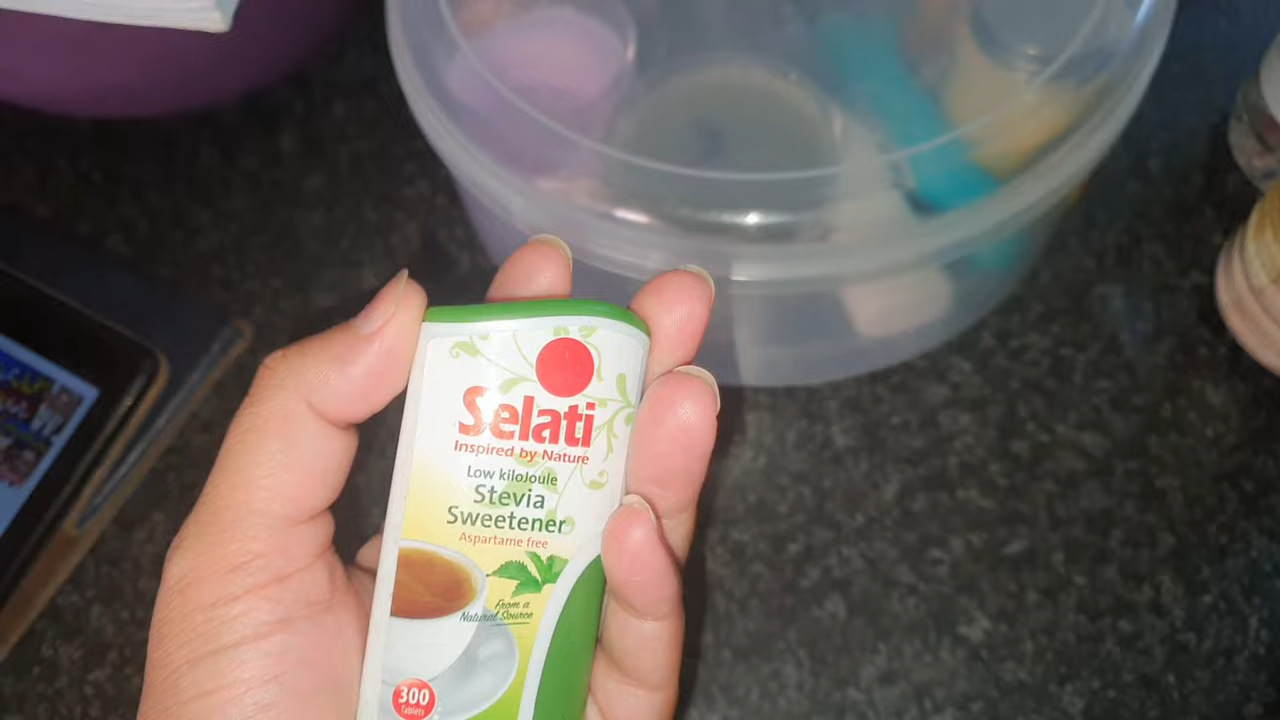 Selati
Inspired by Nature
Low kiloJoule
Stevia
Sweetener
Aspartame free
From a
Natural Source
300
Tablets